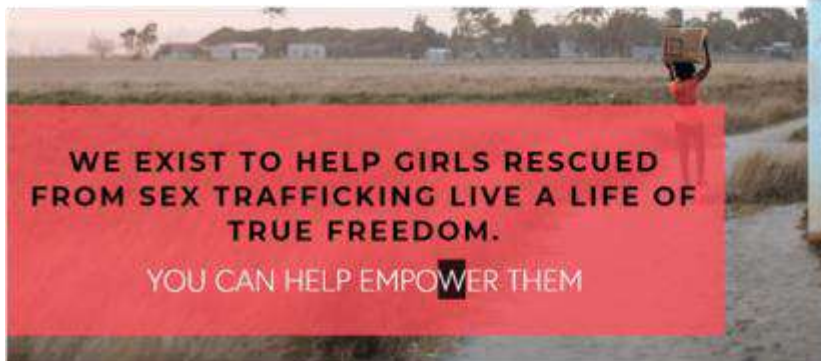 WE EXIST TO HELP GIRLS RESCUED
FROM SEX TRAFFICKING LIVE A LIFE OF
TRUE FREEDOM.
YOU CAN HELP EMPOWER THEM